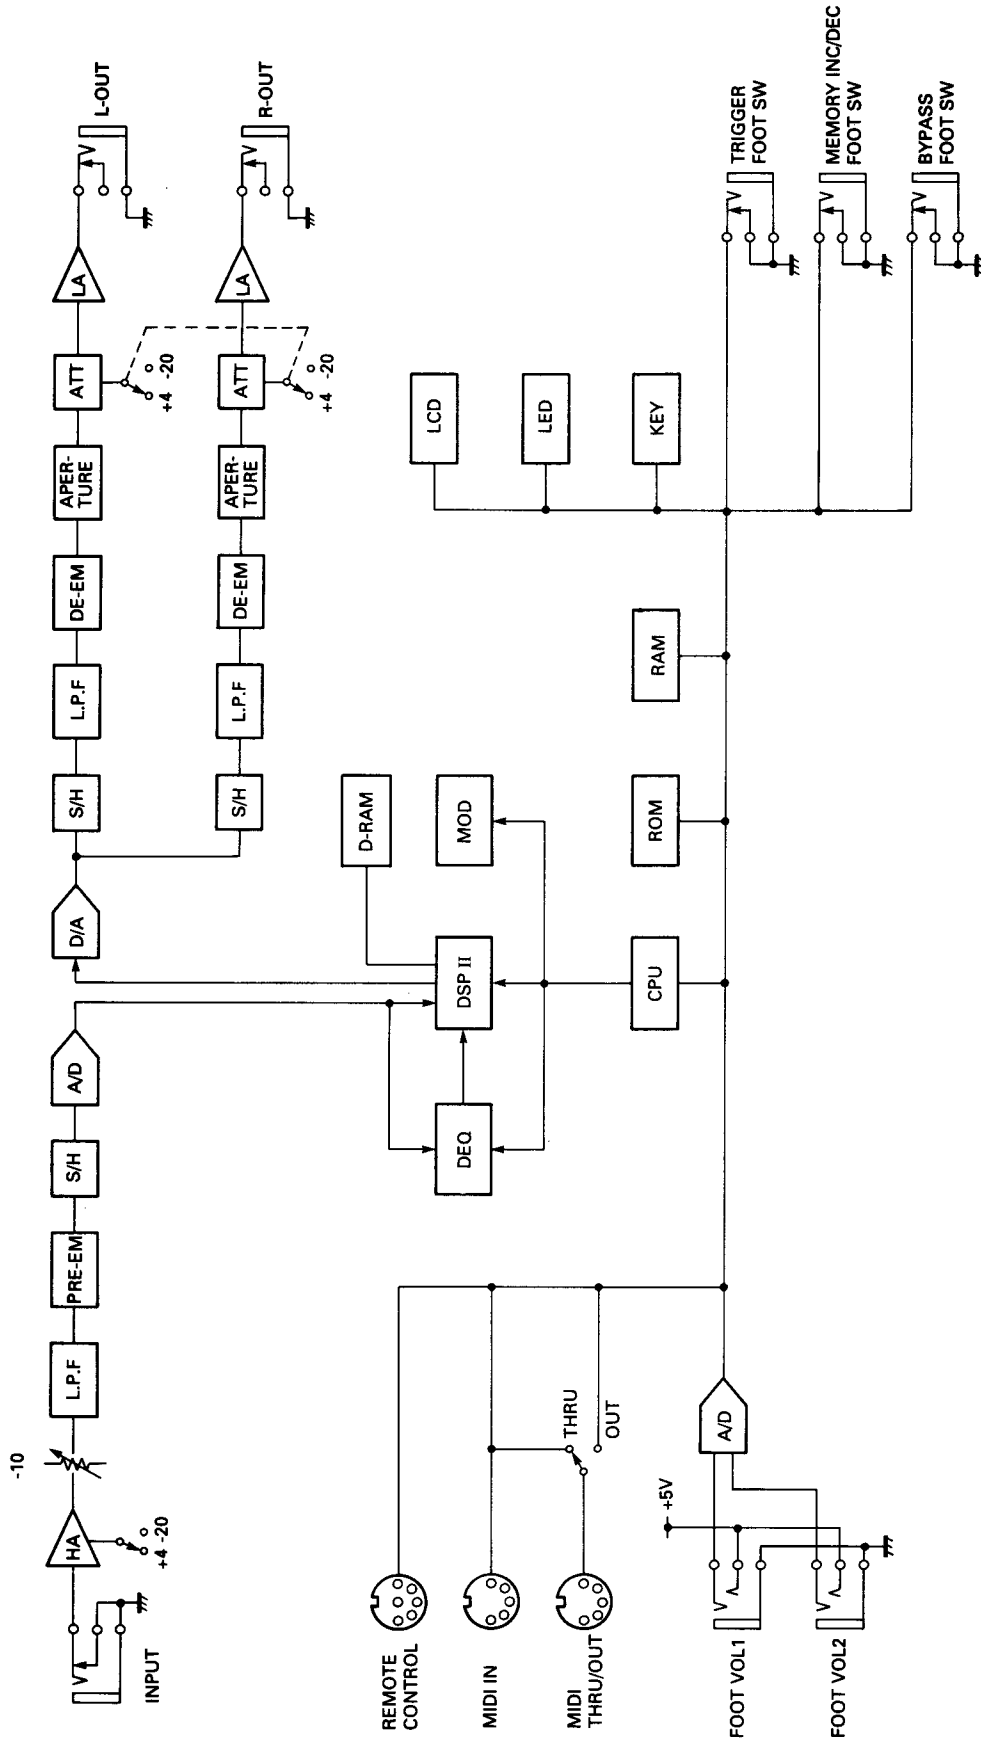 INPUT
HA
+4 -20
-10
L.P.F
PRE-EM
S/H
A/D
D/A
S/H
L.P.F
DE-EM
APER-
TURE
ATT
+4 -20
LA
L-OUT
S/H
L.P.F
DE-EM
APER-
TURE
ATT
+4 -20
LA
R-OUT
DEQ
DSP II
D-RAM
MOD
LCD
LED
KEY
CPU
ROM
RAM
REMOTE
CONTROL
MIDI IN
MIDI
THRU/OUT
THRU
OUT
+5V
A/D
FOOT VOL1
FOOT VOL2
TRIGGER
FOOT SW
MEMORY INC/DEC
FOOT SW
BYPASS
FOOT SW